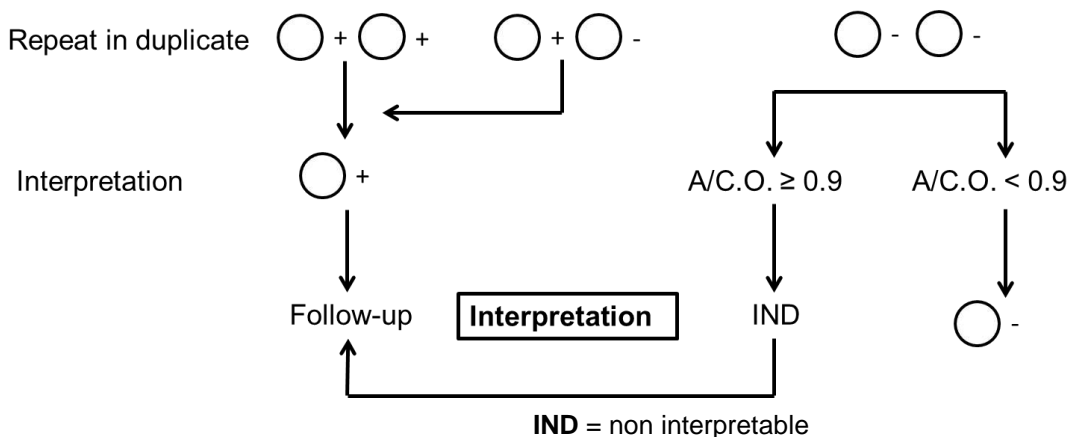 Repeat in duplicate + + + - - -
Interpretation + A/C.O. ≥ 0.9 A/C.O. < 0.9
Follow-up Interpretation IND -
IND = non interpretable